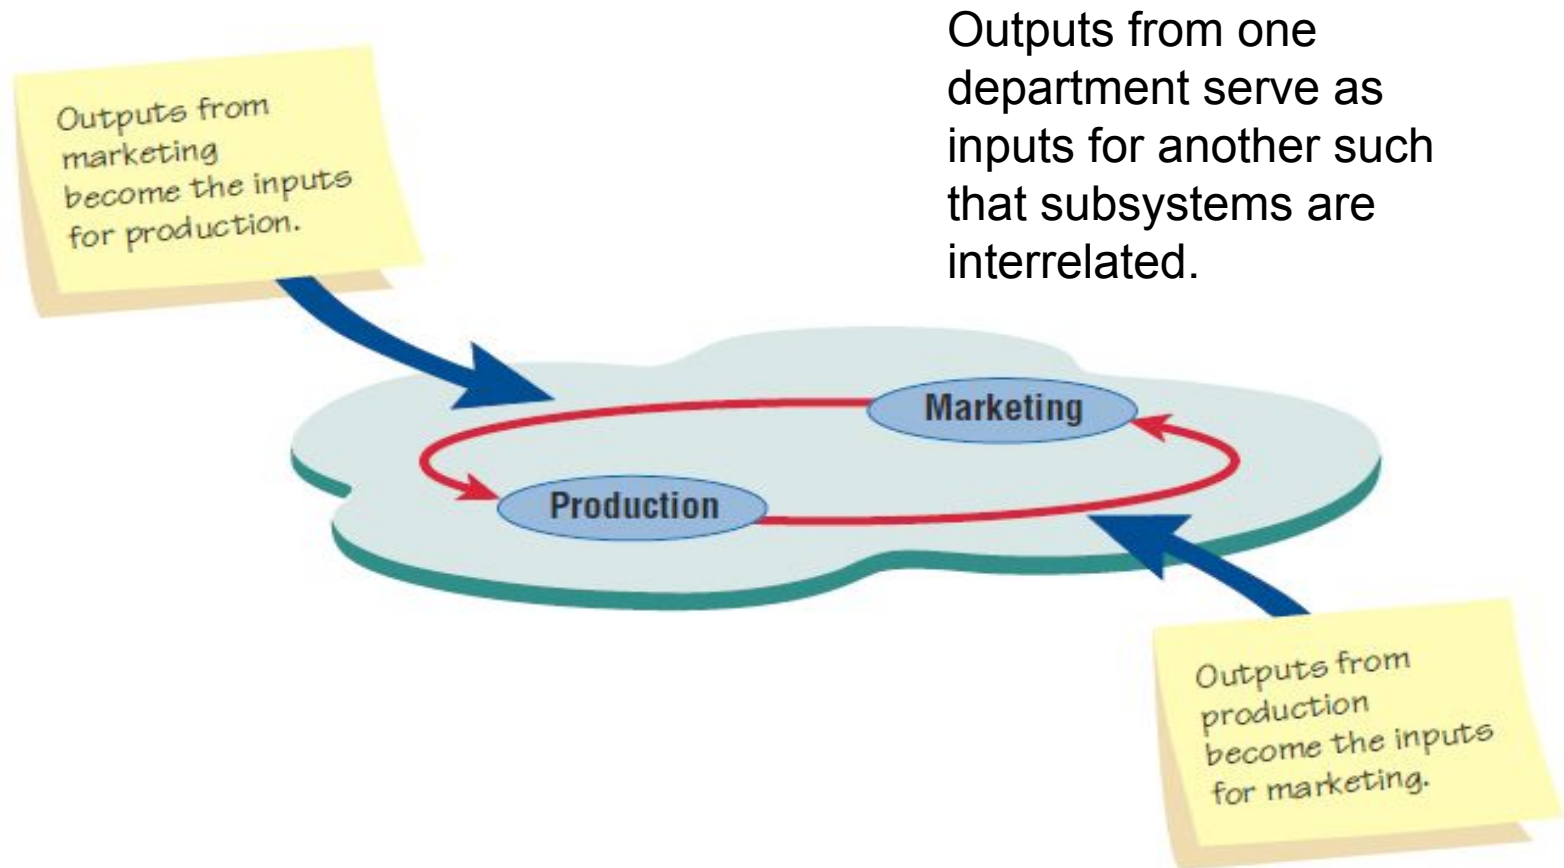 Outputs from one
department serve as
inputs for another such
that subsystems are
interrelated.
Outputs from
marketing
become the inputs
for production.
Marketing
Production
Outputs from
production
become the inputs
for marketing.